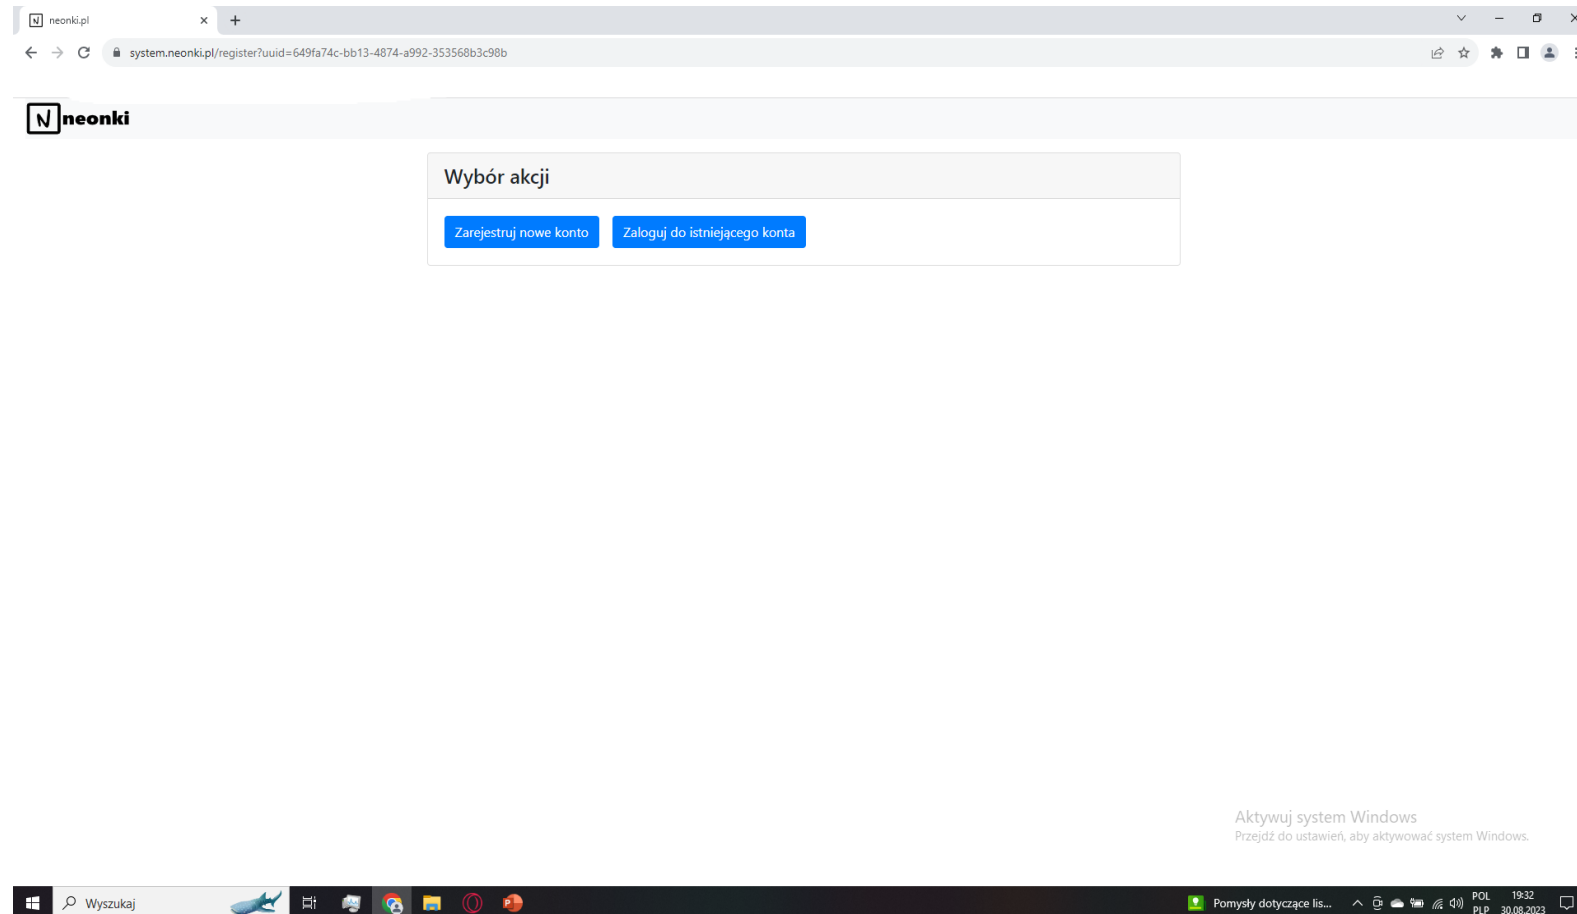 neonki.pl
system.neonki.pl/register?uuid=649fa74c-bb13-4874-a992-353568b3c98b
N neonki
Wybór akcji
Zarejestruj nowe konto Zaloguj do istniejącego konta
Aktywuj system Windows
Przejdź do ustawień, aby aktywować system Windows.
Wyszukaj
Pomysły dotyczące lis...
POL 19:32
PLP 30.08.2023